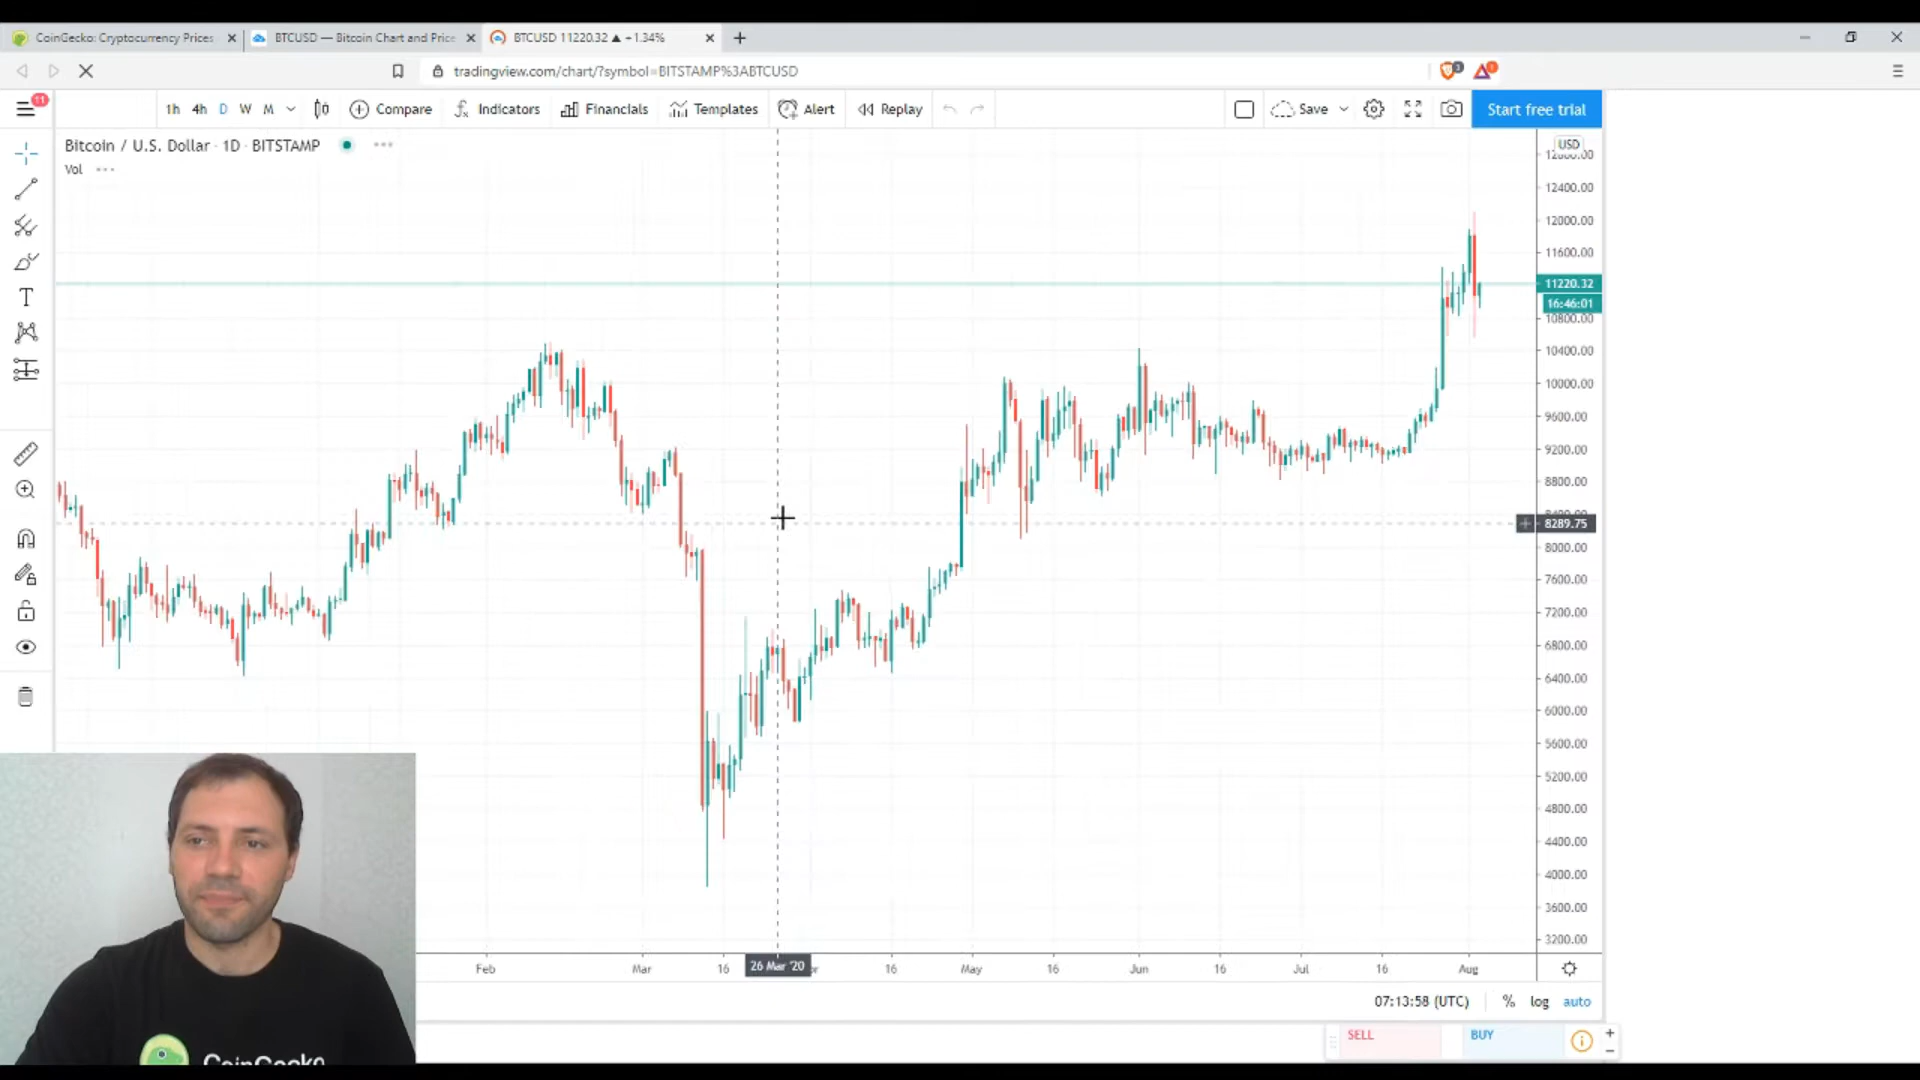 CoinGecko: Cryptocurrency Prices
BTCUSD — Bitcoin Chart and Price
BTCUSD 11220.32 ▲ +1.34%
tradingview.com/chart/?symbol=BITSTAMP%3ABTCUSD
3
1
11
1h 4h D W M
Compare
Indicators
Financials
Templates
Alert
Replay
Save
Start free trial
Bitcoin / U.S. Dollar · 1D · BITSTAMP
Vol
USD
12400.00
12000.00
11600.00
11220.32
16:46:01
10800.00
10400.00
10000.00
9600.00
9200.00
8800.00
8289.75
8000.00
7600.00
7200.00
6800.00
6400.00
6000.00
5600.00
5200.00
4800.00
4400.00
4000.00
3600.00
3200.00
Feb Mar 16 26 Mar '20 16 May 16 Jun 16 Jul 16 Aug
07:13:58 (UTC) % log auto
SELL
BUY
CoinGecko